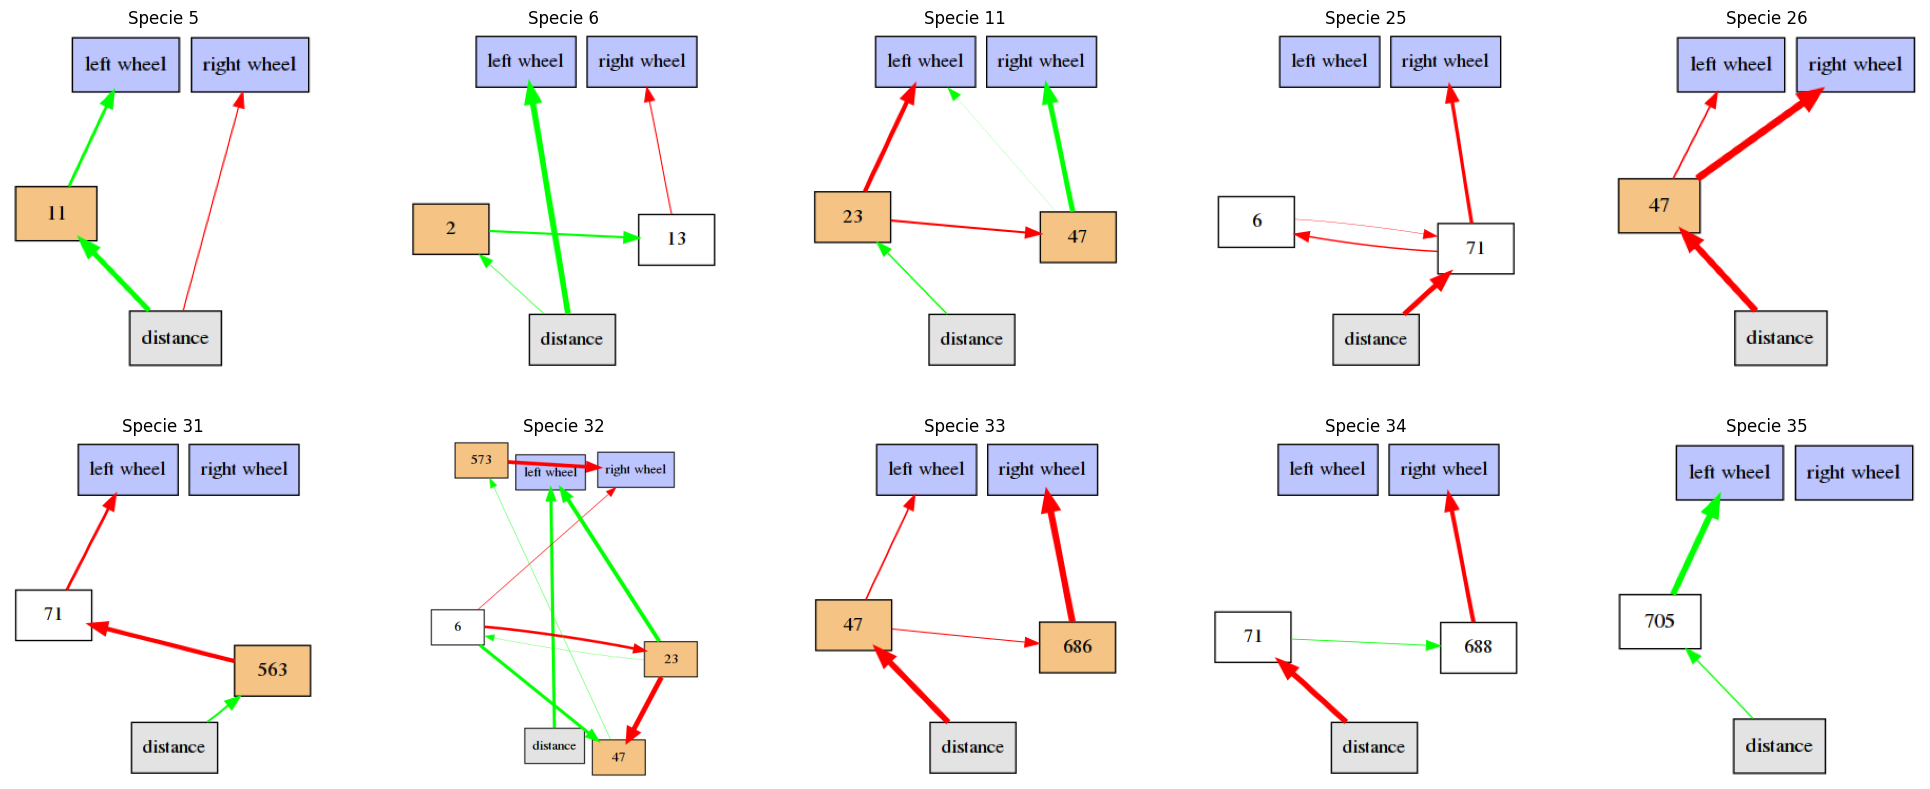 Specie 5
left wheel
right wheel
11
distance
Specie 6
left wheel
right wheel
2
13
distance
Specie 11
left wheel
right wheel
23
47
distance
Specie 25
left wheel
right wheel
6
71
distance
Specie 26
left wheel
right wheel
47
distance
Specie 31
left wheel
right wheel
71
563
distance
Specie 32
573
left wheel
right wheel
6
23
distance
47
Specie 33
left wheel
right wheel
47
686
distance
Specie 34
left wheel
right wheel
71
688
distance
Specie 35
left wheel
right wheel
705
distance